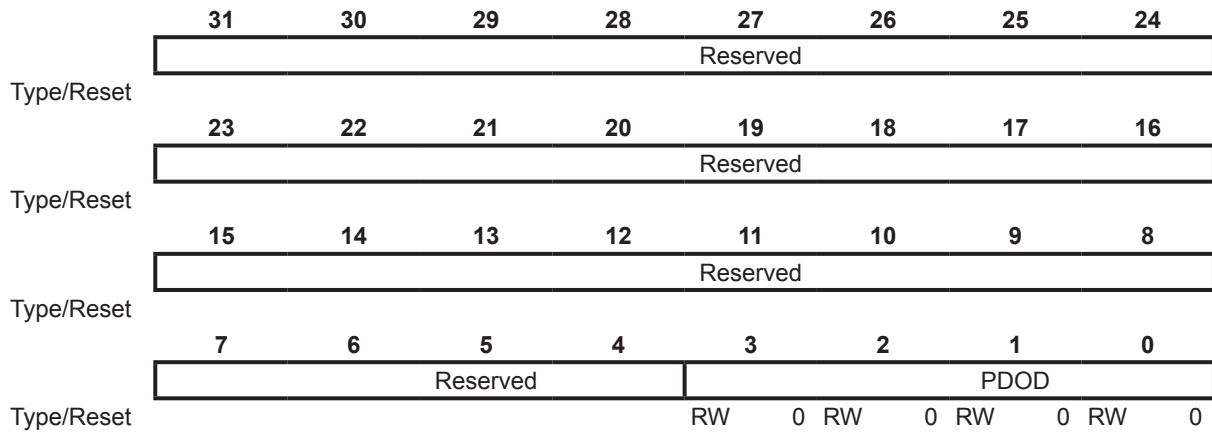 31 30 29 28 27 26 25 24
Reserved
Type/Reset
23 22 21 20 19 18 17 16
Reserved
Type/Reset
15 14 13 12 11 10 9 8
Reserved
Type/Reset
7 6 5 4 3 2 1 0
Reserved PDOD
Type/Reset RW 0 RW 0 RW 0 RW 0